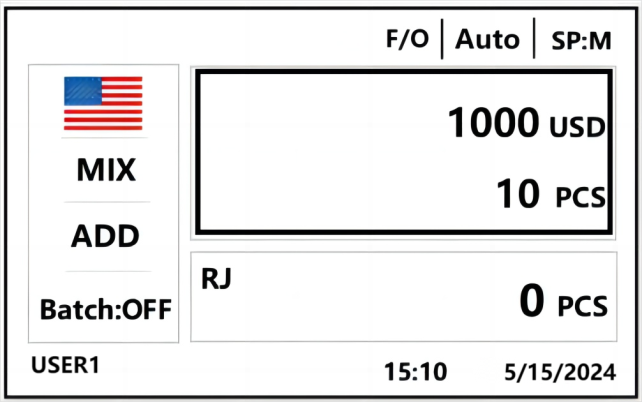 F/O | Auto | SP:M
1000 USD
MIX
10 PCS
ADD
RJ
Batch:OFF
0 PCS
USER1
15:10
5/15/2024